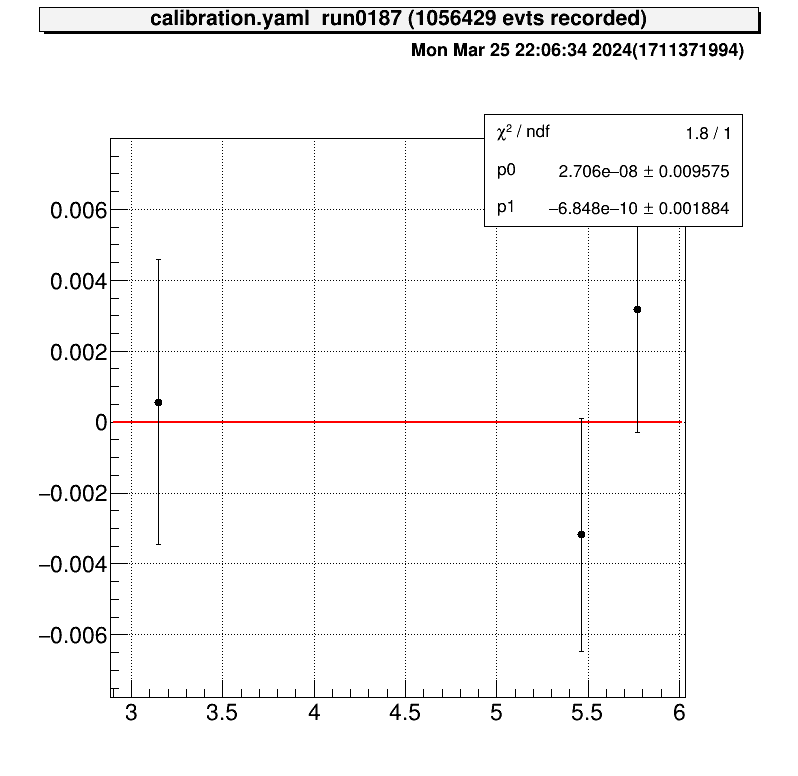 calibration.yaml  run0187 (1056429 evts recorded)
Mon Mar 25 22:06:34 2024(1711371994)
χ² / ndf 1.8 / 1
p0 2.706e−08 ± 0.009575
p1 −6.848e−10 ± 0.001884
0.006
0.004
0.002
0
−0.002
−0.004
−0.006
3 3.5 4 4.5 5 5.5 6